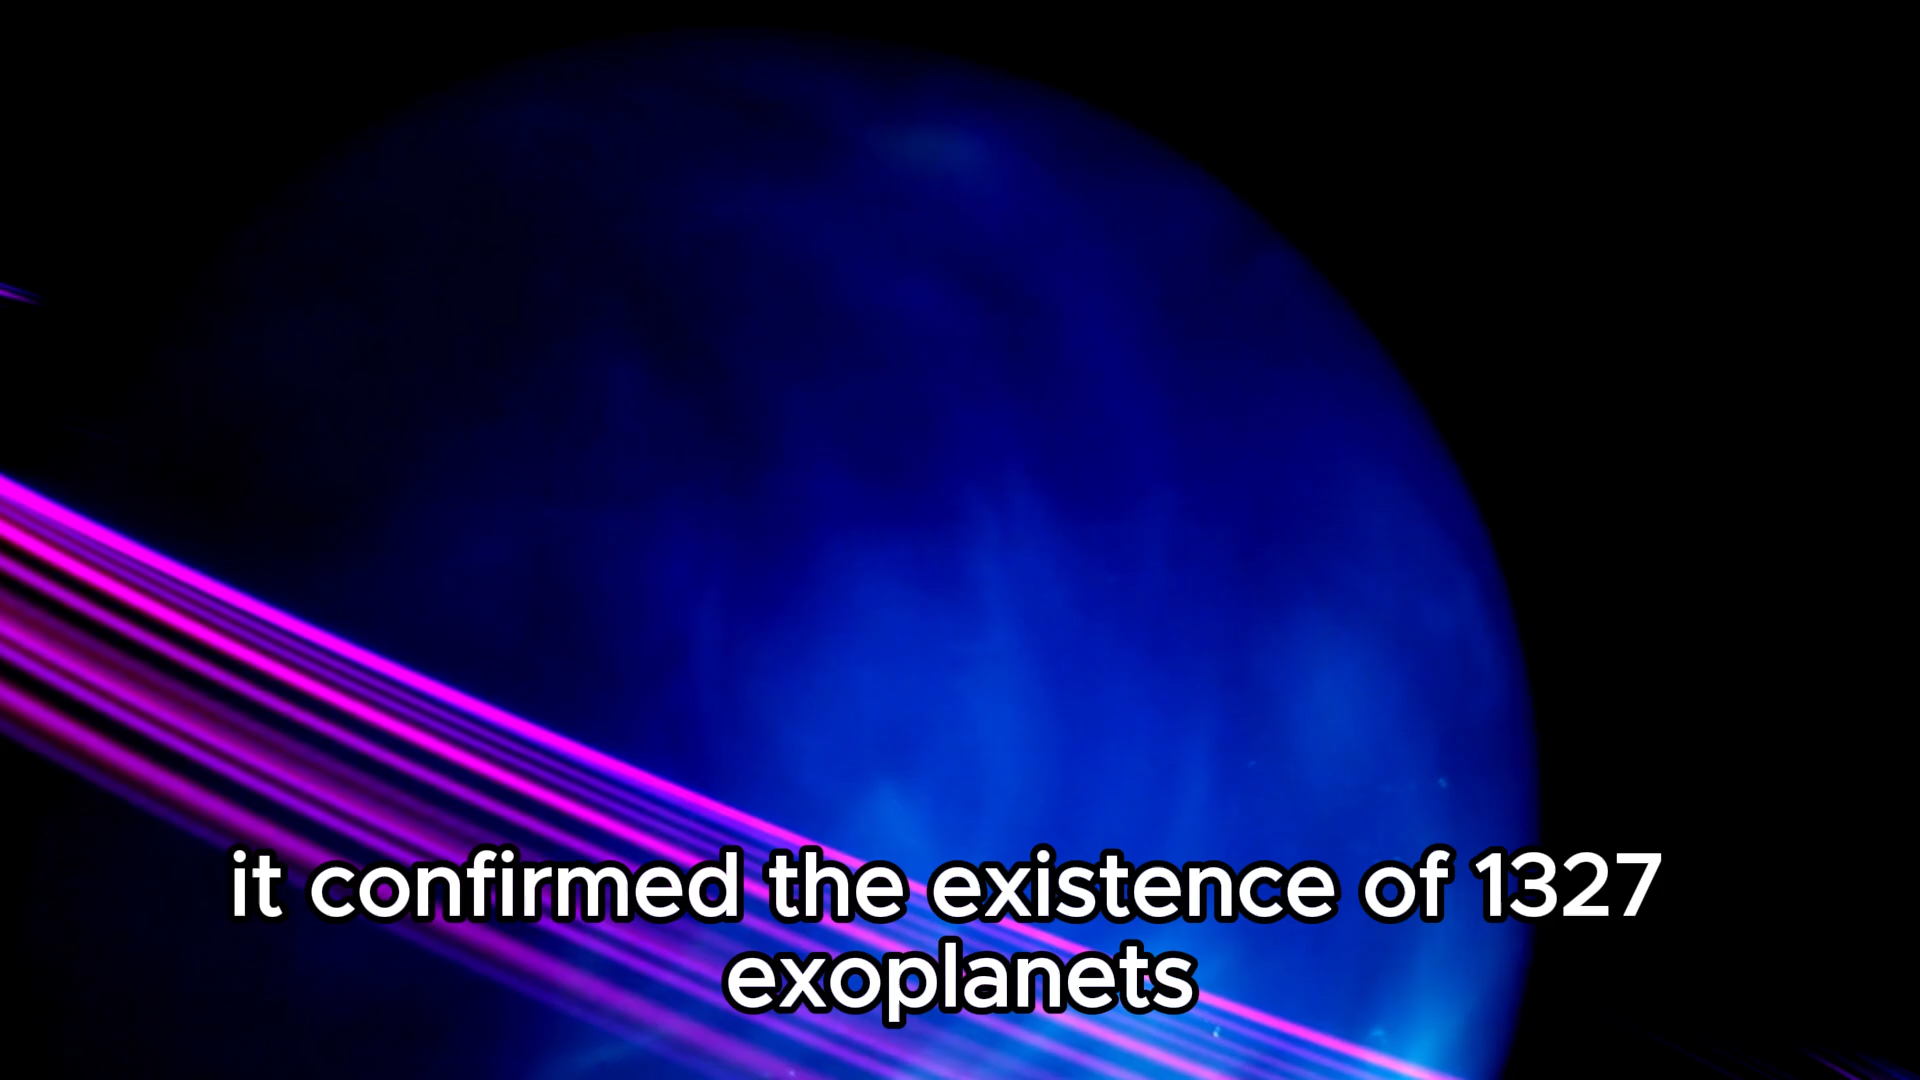 it confirmed the existence of 1327
exoplanets